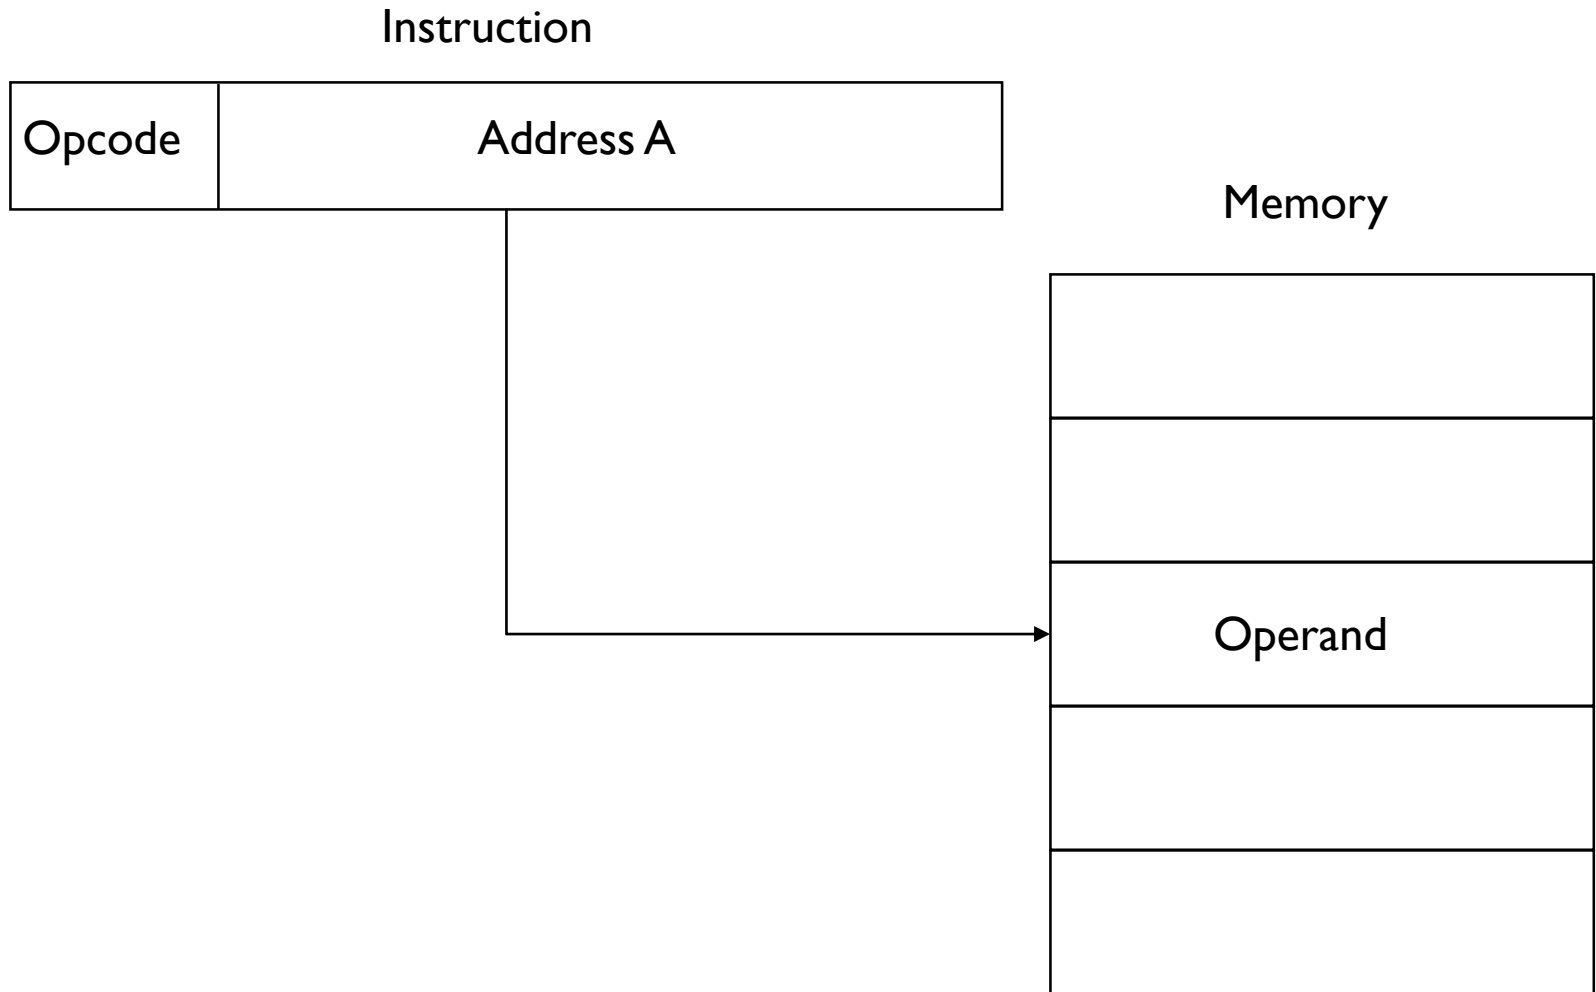 Instruction
Opcode
Address A
Memory
Operand